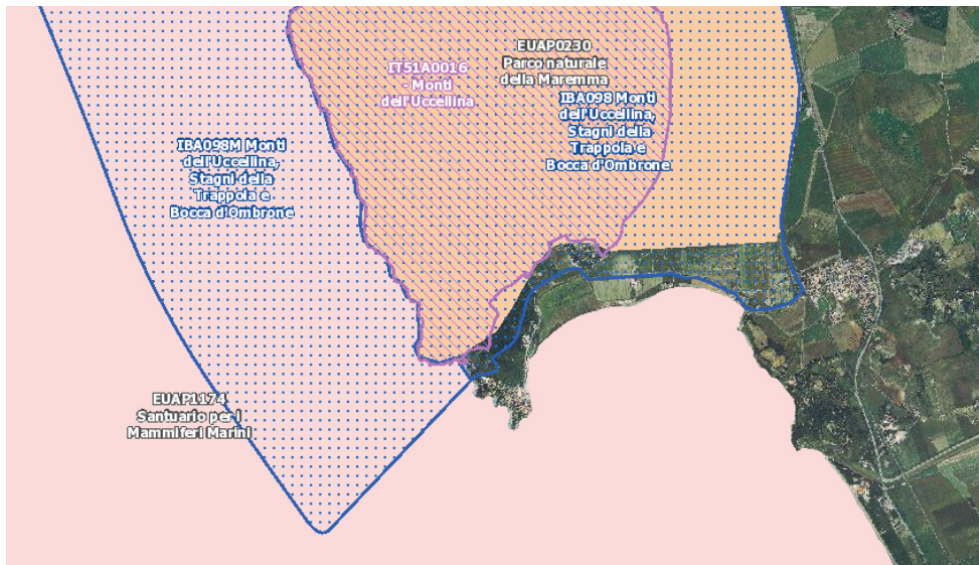 EUAP0230
Parco naturale
della Maremma
IT51A0016
- Monti
dell'Uccellina
IBA098 Monti
dell'Uccellina,
Stagni della
Trappola e
Bocca d'Ombrone
IBA098M Monti
dell'Uccellina,
Stagni della
Trappola e
Bocca d'Ombrone
EUAP1174
Santuario per i
Mammiferi Marini